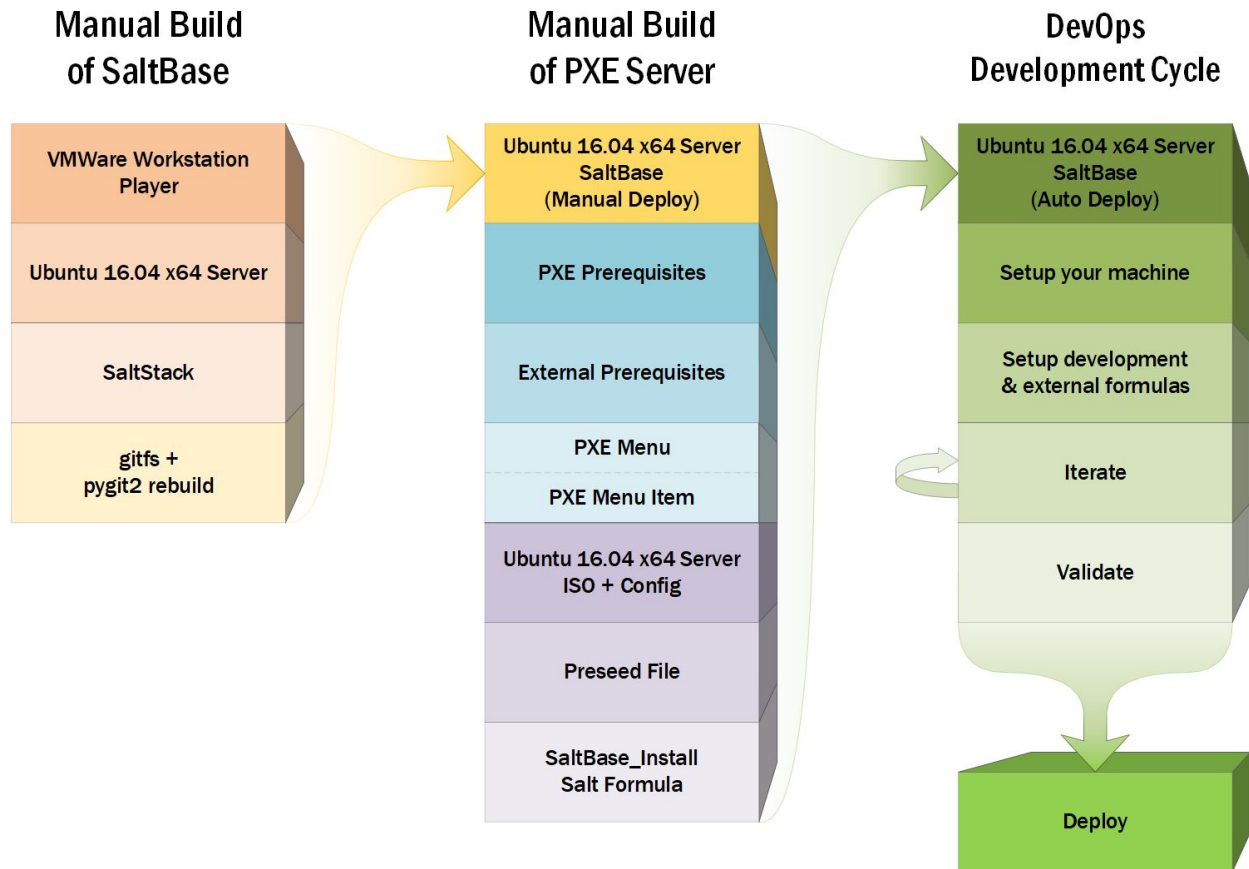 Manual Build
of SaltBase
VMWare Workstation
Player
Ubuntu 16.04 x64 Server
SaltStack
gitfs +
pygit2 rebuild
Manual Build
of PXE Server
Ubuntu 16.04 x64 Server
SaltBase
(Manual Deploy)
PXE Prerequisites
External Prerequisites
PXE Menu
PXE Menu Item
Ubuntu 16.04 x64 Server
ISO + Config
Preseed File
SaltBase_Install
Salt Formula
DevOps
Development Cycle
Ubuntu 16.04 x64 Server
SaltBase
(Auto Deploy)
Setup your machine
Setup development
& external formulas
Iterate
Validate
Deploy